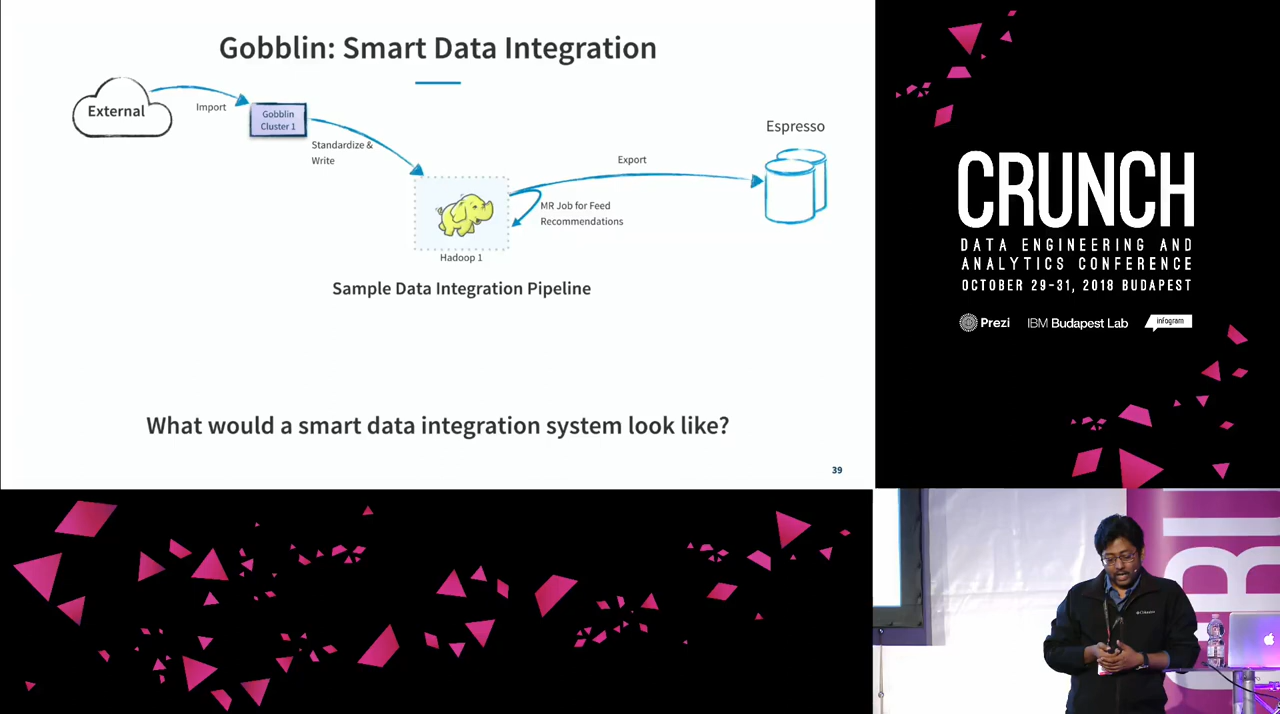 Gobblin: Smart Data Integration
External
Import
Gobblin
Cluster 1
Standardize &
Write
Espresso
Export
MR Job for Feed
Recommendations
Hadoop 1
Sample Data Integration Pipeline
What would a smart data integration system look like?
39
CRUNCH
DATA ENGINEERING AND
ANALYTICS CONFERENCE
OCTOBER 29-31, 2018 BUDAPEST
Prezi
IBM Budapest Lab
infogram